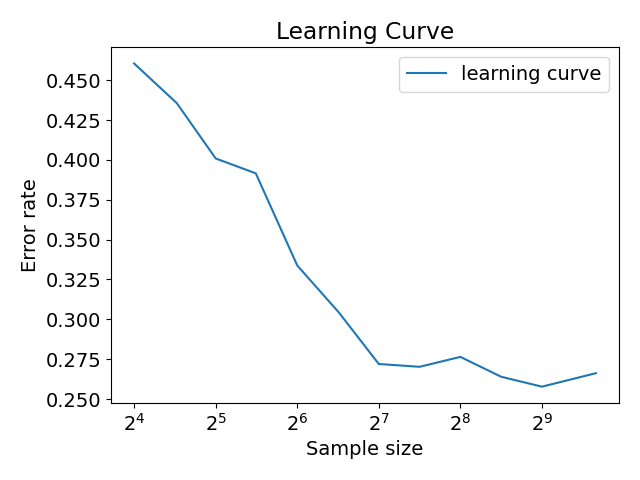 Learning Curve
learning curve
Error rate
0.450
0.425
0.400
0.375
0.350
0.325
0.300
0.275
0.250
2⁴ 2⁵ 2⁶ 2⁷ 2⁸ 2⁹
Sample size